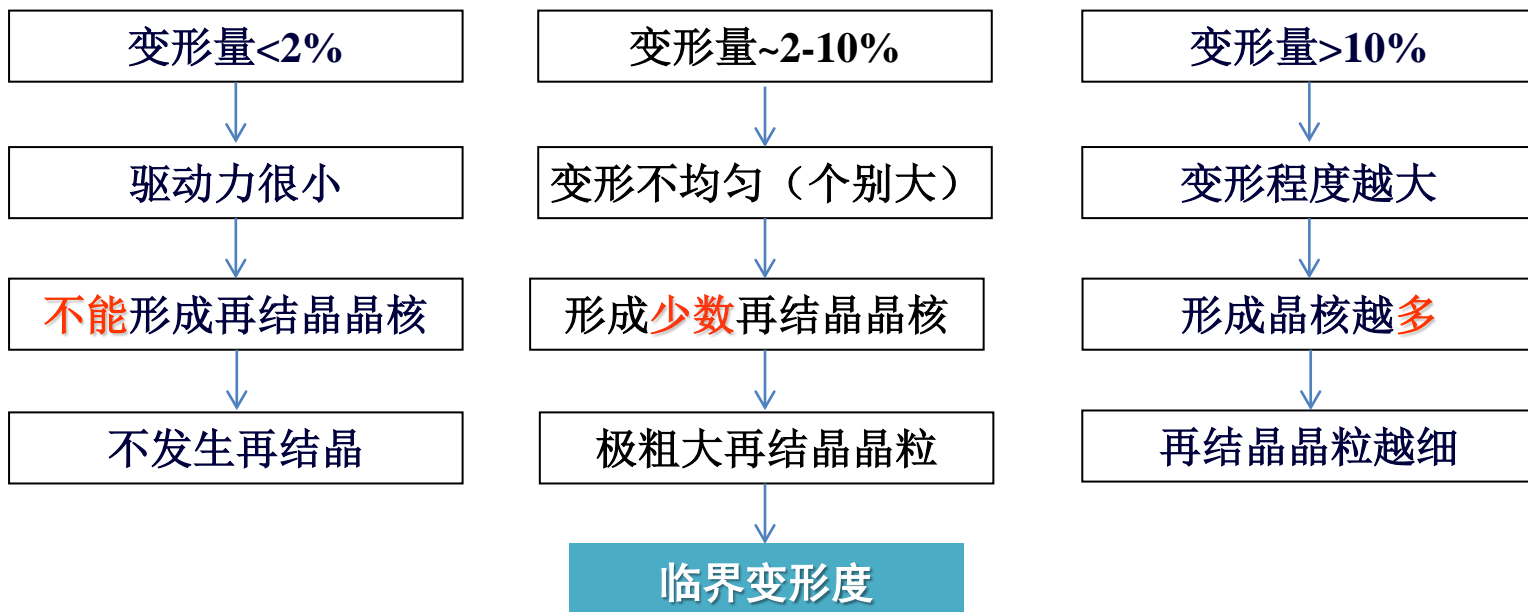 变形量<2%
驱动力很小
不能形成再结晶晶核
不发生再结晶
变形量~2-10%
变形不均匀（个别大）
形成少数再结晶晶核
极粗大再结晶晶粒
临界变形度
变形量>10%
变形程度越大
形成晶核越多
再结晶晶粒越细